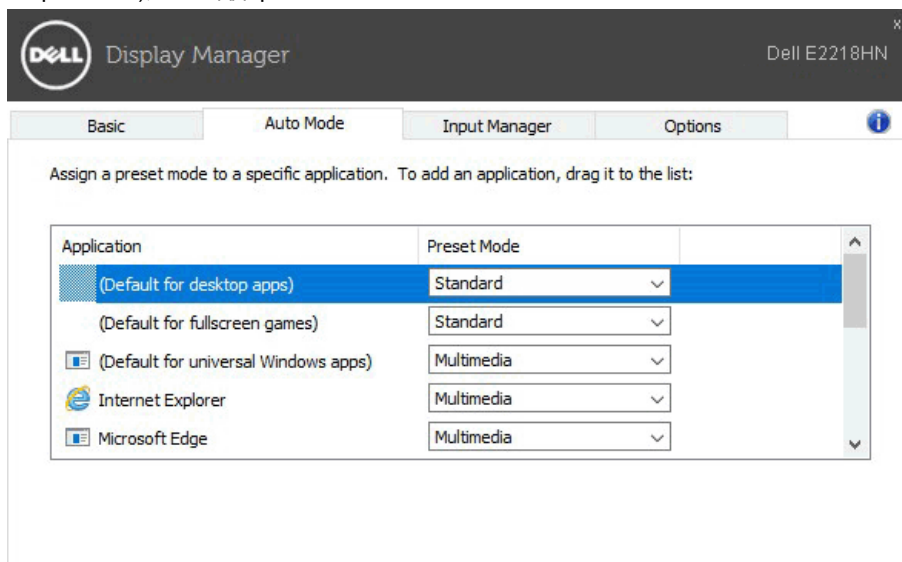 DELL Display Manager
x
Dell E2218HN
Basic Auto Mode Input Manager Options
Assign a preset mode to a specific application. To add an application, drag it to the list:
Application Preset Mode
(Default for desktop apps) Standard
(Default for fullscreen games) Standard
(Default for universal Windows apps) Multimedia
Internet Explorer Multimedia
Microsoft Edge Multimedia